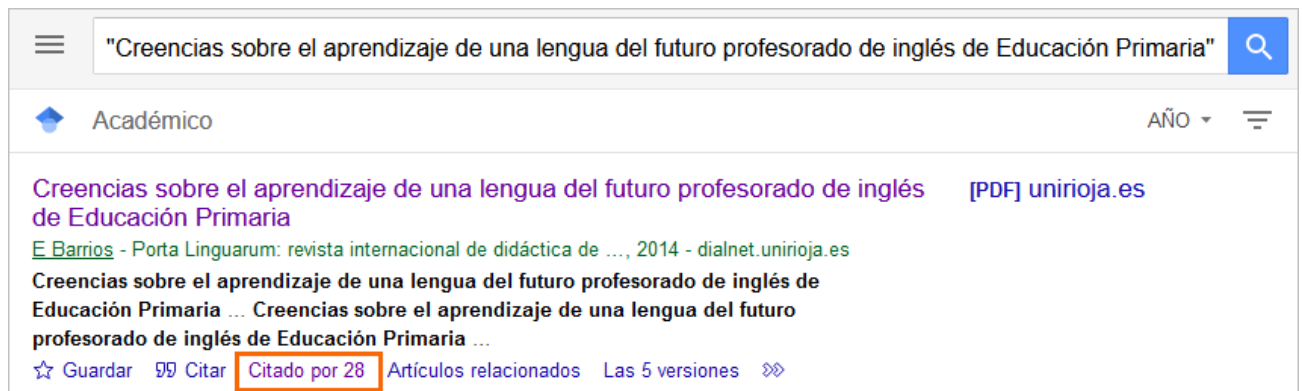 "Creencias sobre el aprendizaje de una lengua del futuro profesorado de inglés de Educación Primaria"
Académico
AÑO
Creencias sobre el aprendizaje de una lengua del futuro profesorado de inglés
de Educación Primaria
[PDF] unirioja.es
E Barrios - Porta Linguarum: revista internacional de didáctica de ..., 2014 - dialnet.unirioja.es
Creencias sobre el aprendizaje de una lengua del futuro profesorado de inglés de
Educación Primaria ... Creencias sobre el aprendizaje de una lengua del futuro
profesorado de inglés de Educación Primaria ...
Guardar Citar Citado por 28 Artículos relacionados Las 5 versiones